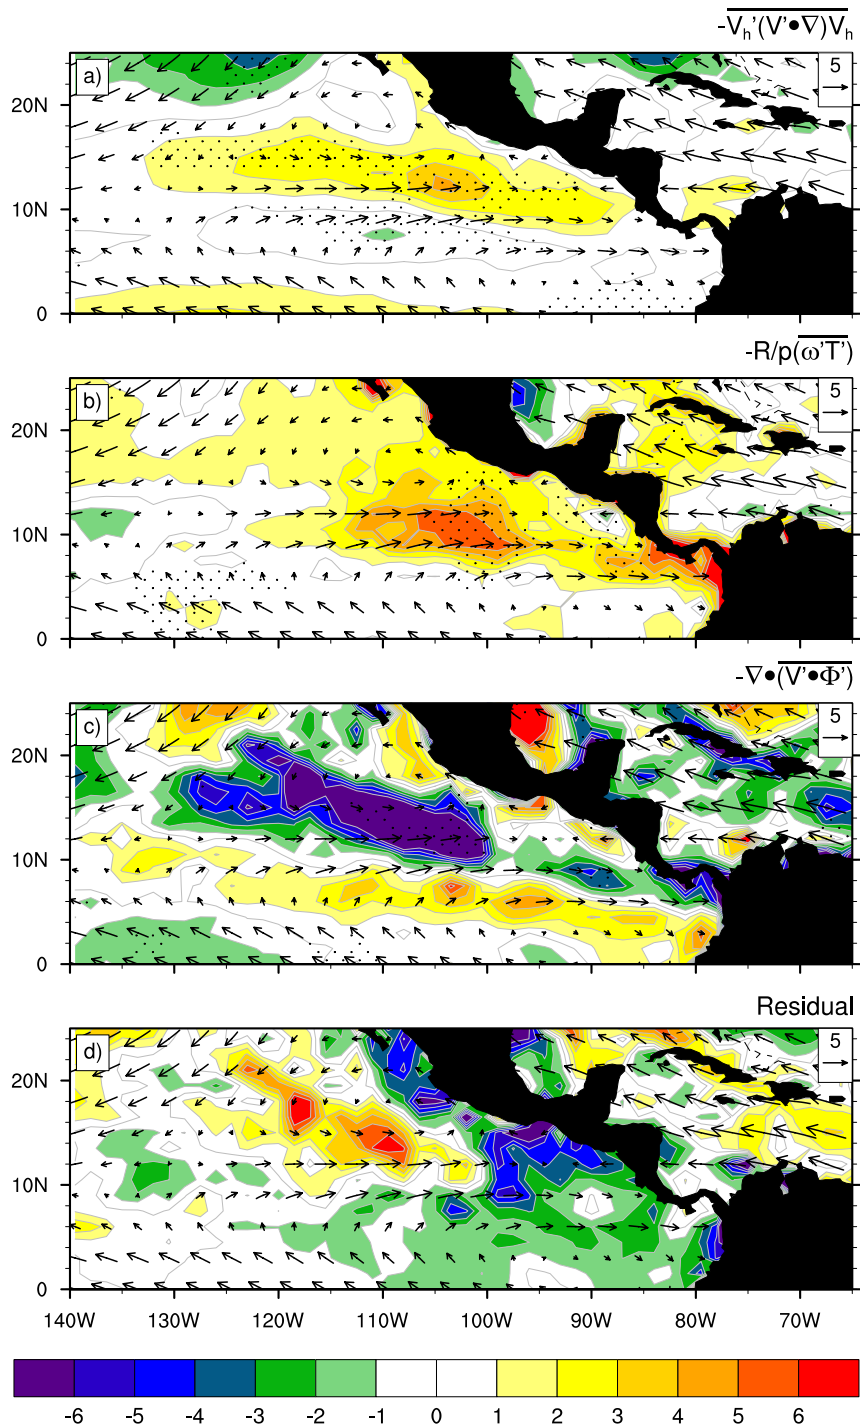 -V̅h̅'̅(̅V̅'̅●̅∇̅)̅V̅h̅
a)
5
20N
10N
0
-R/p(ω'T')
b)
5
20N
10N
0
-∇●(V'●Φ')
c)
5
20N
10N
0
Residual
d)
5
20N
10N
0
140W 130W 120W 110W 100W 90W 80W 70W
-6 -5 -4 -3 -2 -1 0 1 2 3 4 5 6